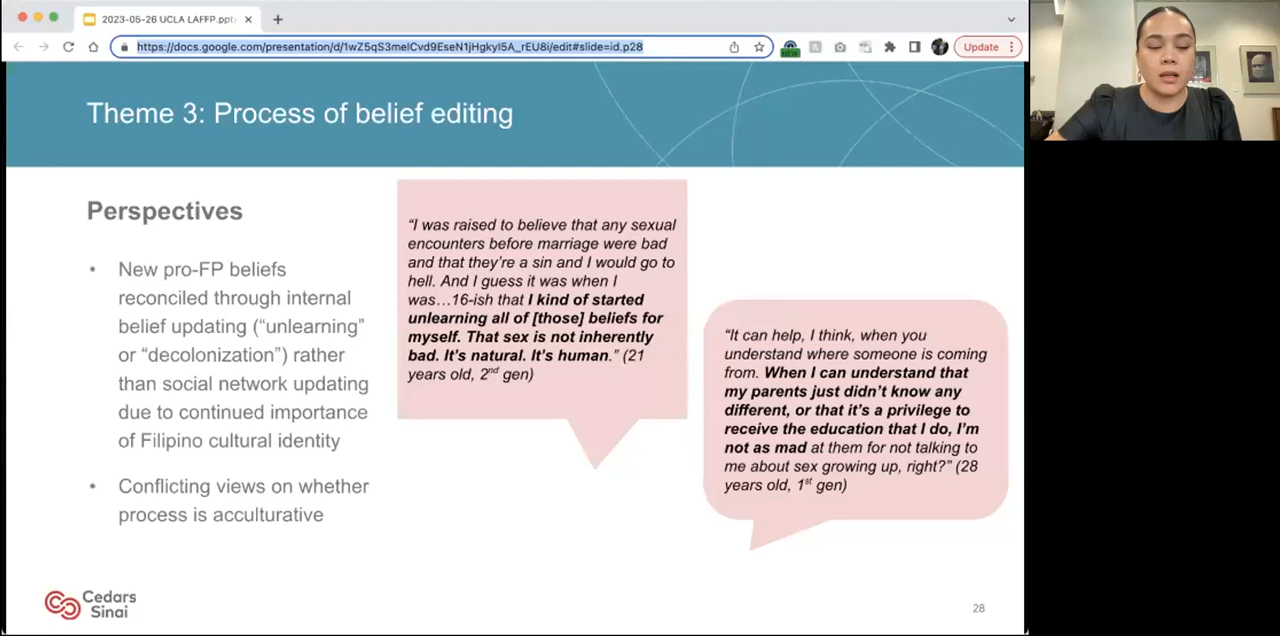 2023-05-26 UCLA LAFFP.ppt
https://docs.google.com/presentation/d/1wZ5qS3melCvd9EseN1jHgkyI5A_rEU8i/edit#slide=id.p28
NEW
Update
Theme 3: Process of belief editing
Perspectives
• New pro-FP beliefs
reconciled through internal
belief updating (“unlearning”
or “decolonization”) rather
than social network updating
due to continued importance
of Filipino cultural identity
• Conflicting views on whether
process is acculturative
“I was raised to believe that any sexual
encounters before marriage were bad
and that they’re a sin and I would go to
hell. And I guess it was when I
was…16-ish that I kind of started
unlearning all of [those] beliefs for
myself. That sex is not inherently
bad. It’s natural. It’s human.” (21
years old, 2nd gen)
“It can help, I think, when you
understand where someone is coming
from. When I can understand that
my parents just didn’t know any
different, or that it’s a privilege to
receive the education that I do, I’m
not as mad at them for not talking to
me about sex growing up, right?” (28
years old, 1st gen)
Cedars
Sinai
28